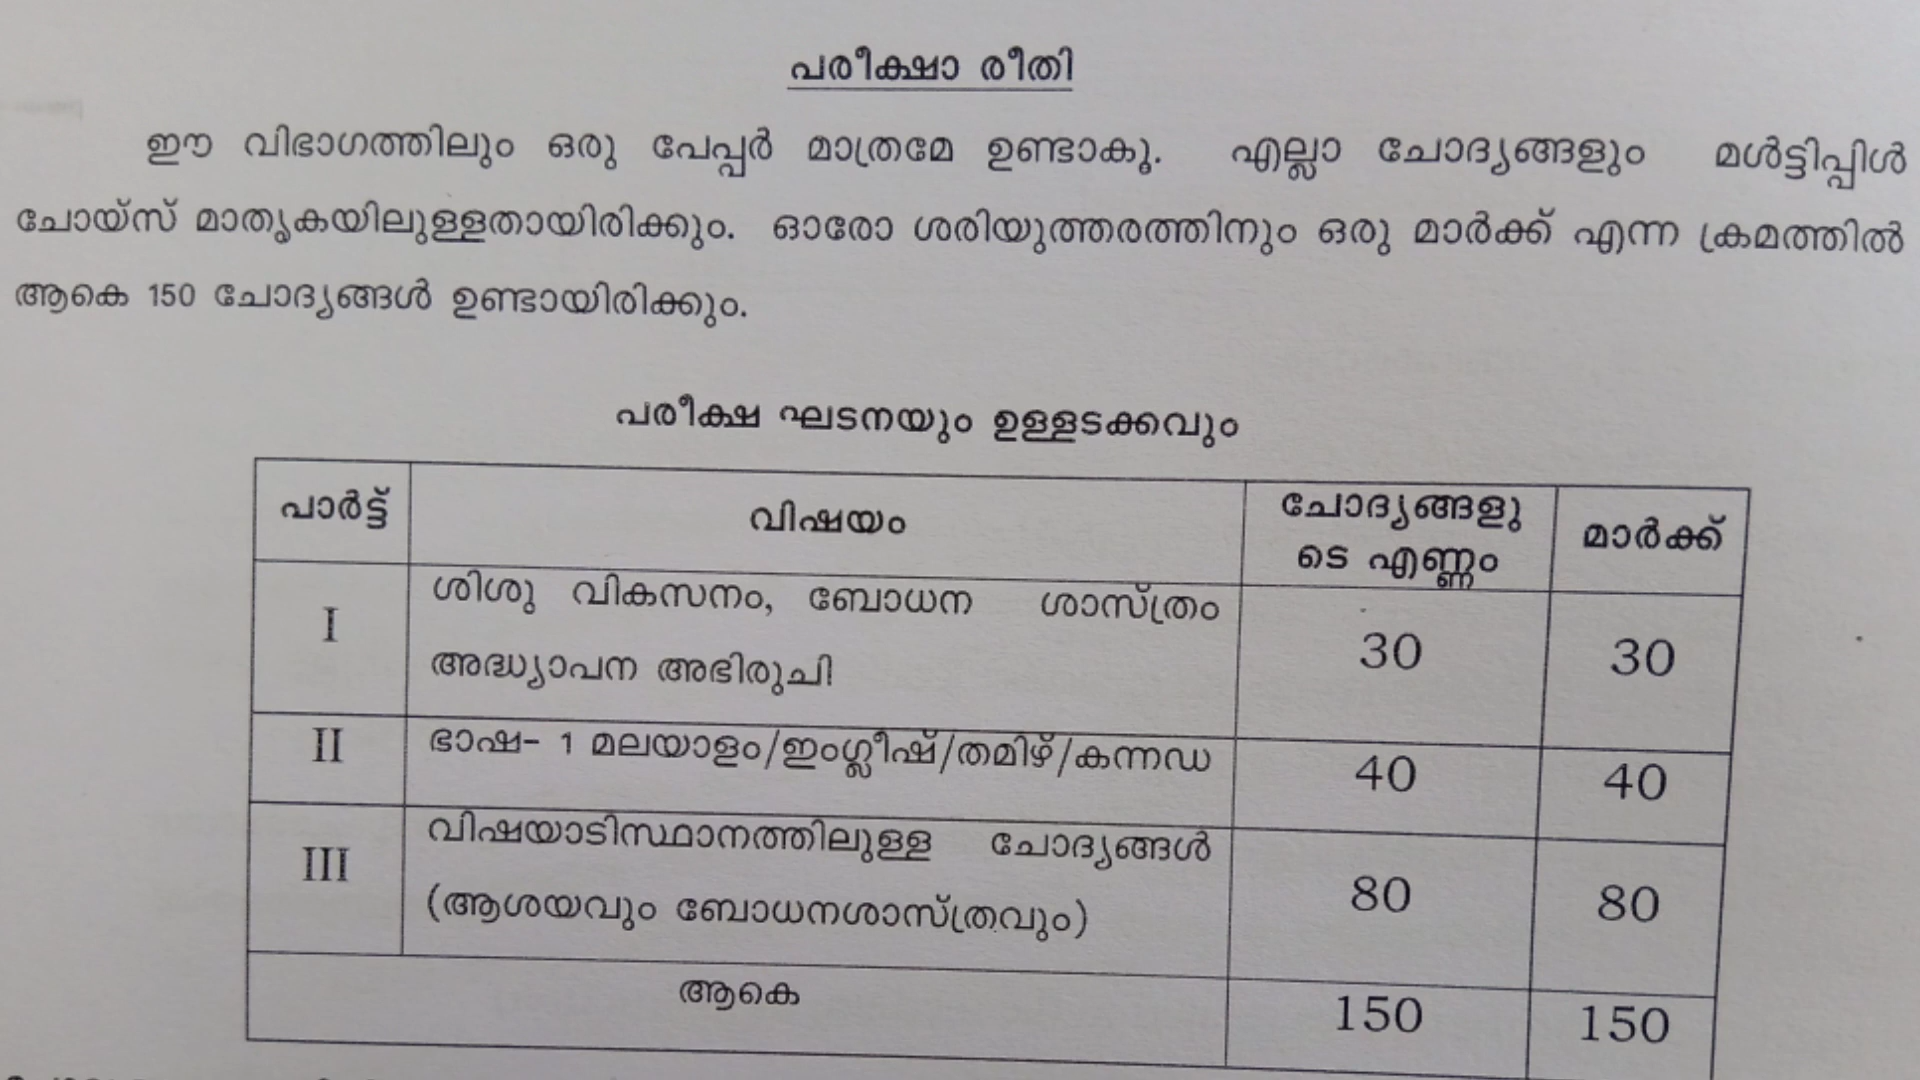 പരീക്ഷാ രീതി
ഈ വിഭാഗത്തിലും ഒരു പേപ്പർ മാത്രമേ ഉണ്ടാകൂ. എല്ലാ ചോദ്യങ്ങളും മൾട്ടിപ്പിൾ
ചോയ്സ് മാതൃകയിലുള്ളതായിരിക്കും. ഓരോ ശരിയുത്തരത്തിനും ഒരു മാർക്ക് എന്ന ക്രമത്തിൽ
ആകെ 150 ചോദ്യങ്ങൾ ഉണ്ടായിരിക്കും.
പരീക്ഷ ഘടനയും ഉള്ളടക്കവും
പാർട്ട് വിഷയം ചോദ്യങ്ങളു മാർക്ക്
ടെ എണ്ണം
I ശിശു വികസനം, ബോധന ശാസ്ത്രം 30 30
അദ്ധ്യാപന അഭിരുചി
II ഭാഷ- 1 മലയാളം/ഇംഗ്ലീഷ്/തമിഴ്/കന്നഡ 40 40
III വിഷയാടിസ്ഥാനത്തിലുള്ള ചോദ്യങ്ങൾ 80 80
(ആശയവും ബോധനശാസ്ത്രവും)
ആകെ 150 150